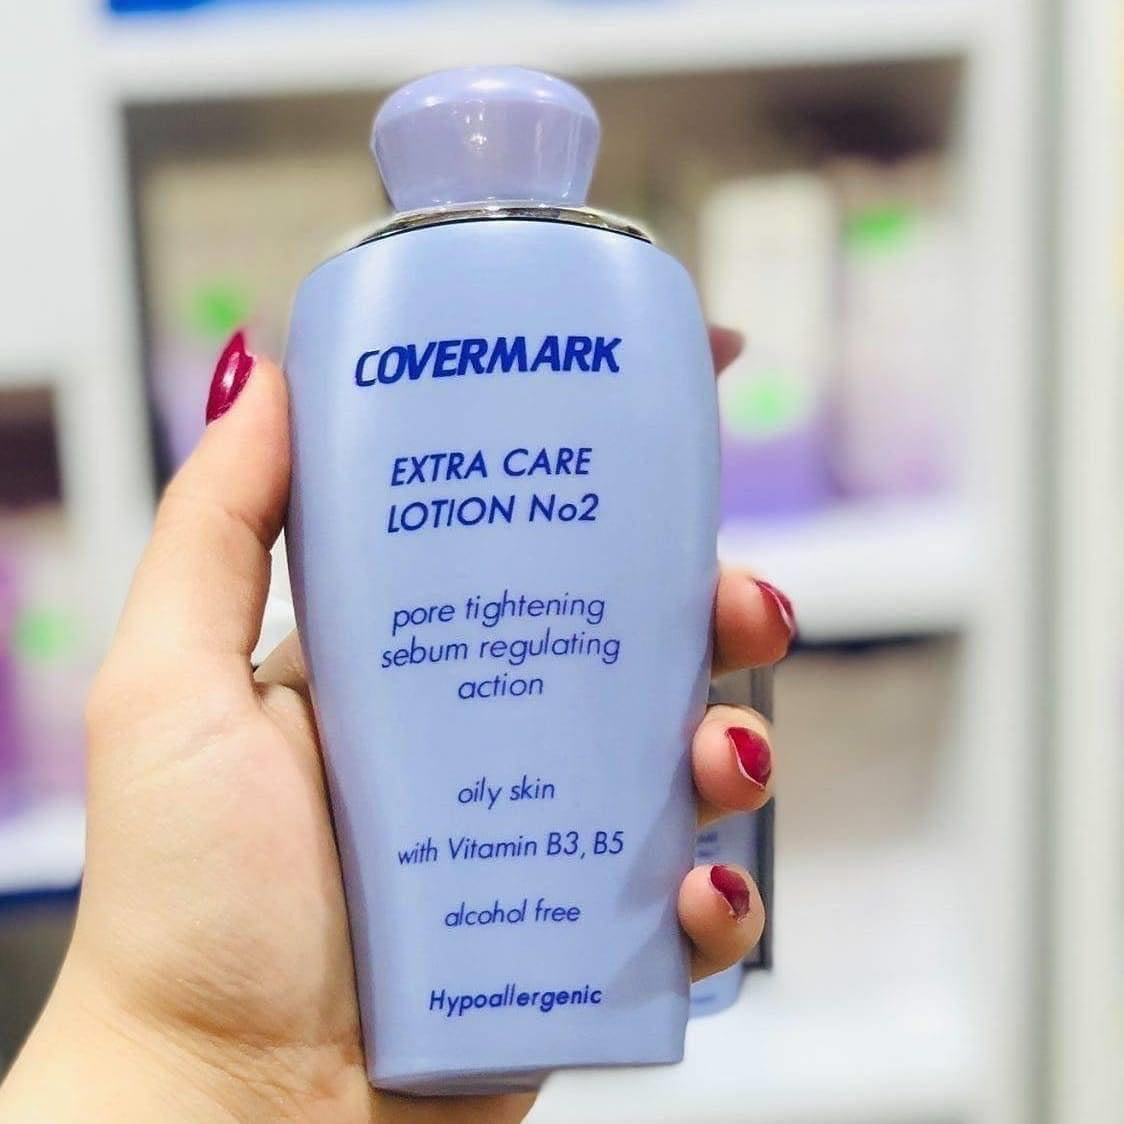 COVERMARK
EXTRA CARE
LOTION No2
pore tightening
sebum regulating
action
oily skin
with Vitamin B3, B5
alcohol free
Hypoallergenic